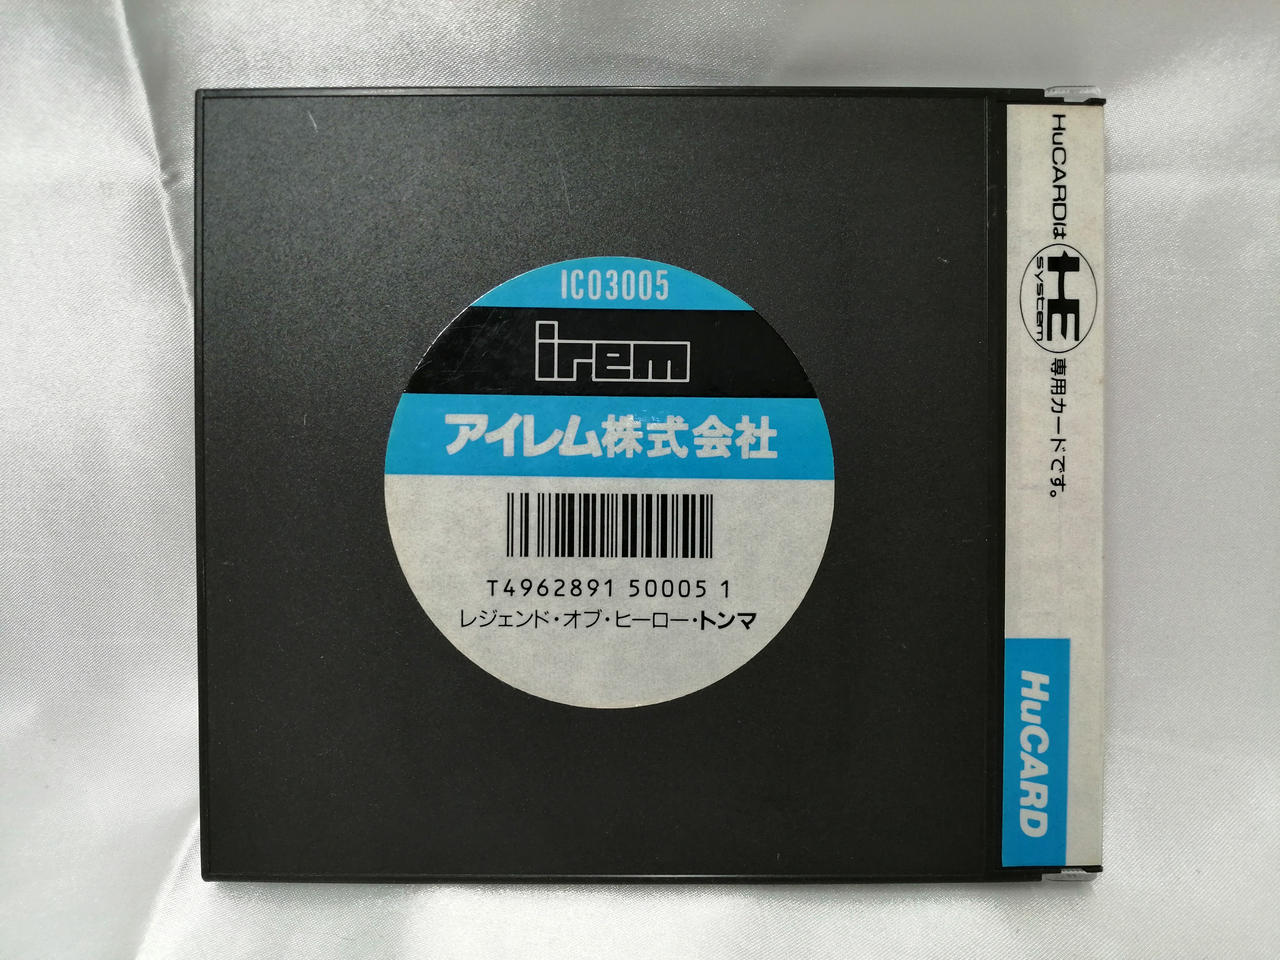 IC03005
irem
アイレム株式会社
T4962891 50005 1
レジェンド・オブ・ヒーロー・トンマ
HuCARDは HE system 専用カードです。
HuCARD